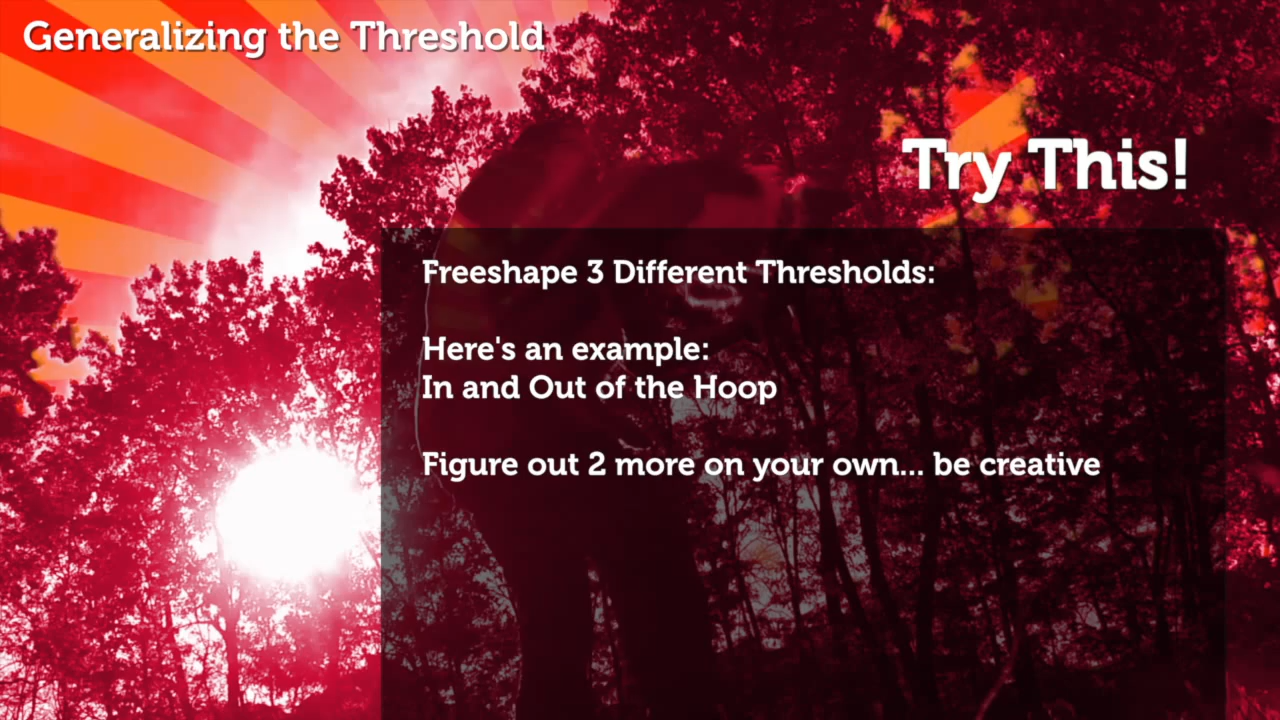 Generalizing the Threshold
Try This!
Freeshape 3 Different Thresholds:
Here's an example:
In and Out of the Hoop
Figure out 2 more on your own... be creative